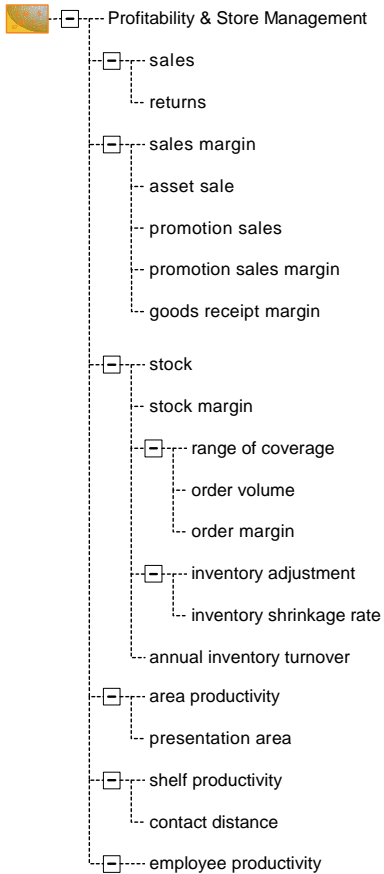 Profitability & Store Management
sales
returns
sales margin
asset sale
promotion sales
promotion sales margin
goods receipt margin
stock
stock margin
range of coverage
order volume
order margin
inventory adjustment
inventory shrinkage rate
annual inventory turnover
area productivity
presentation area
shelf productivity
contact distance
employee productivity